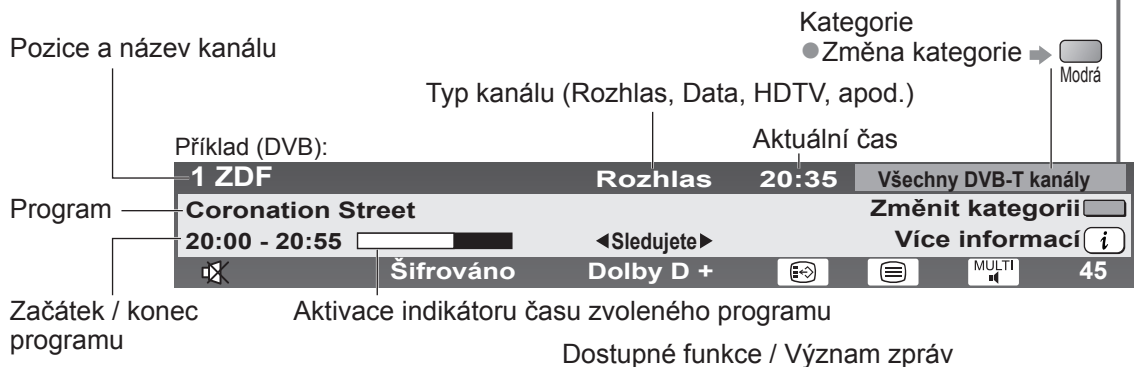 Kategorie
Pozice a název kanálu
●Změna kategorie
Modrá
Typ kanálu (Rozhlas, Data, HDTV, apod.)
Aktuální čas
Příklad (DVB):
1 ZDF Rozhlas 20:35 Všechny DVB-T kanály
Program
Coronation Street Změnit kategorii
20:00 - 20:55 ◄Sledujete► Více informací i
Šifrováno Dolby D + MULTI 45
Začátek / konec programu
Aktivace indikátoru času zvoleného programu
Dostupné funkce / Význam zpráv